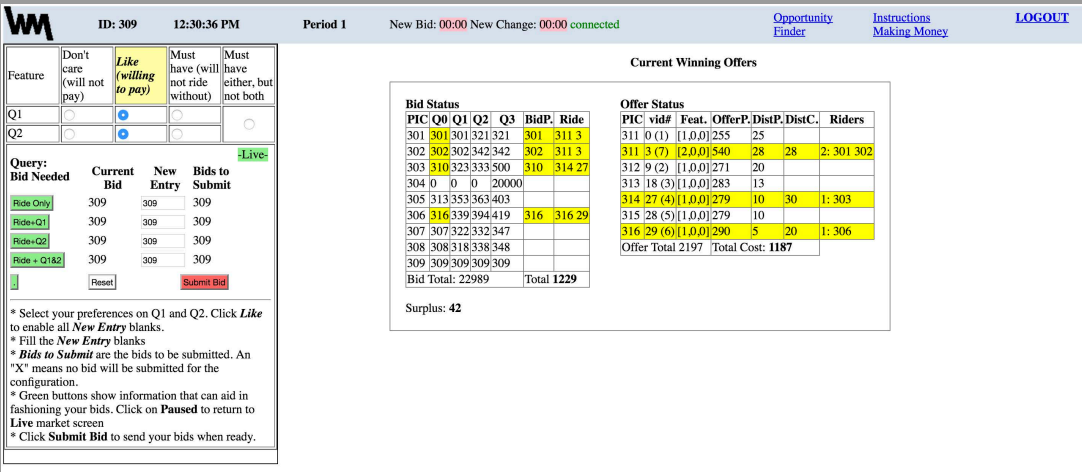 WM ID: 309 12:30:36 PM Period 1 New Bid: 00:00 New Change: 00:00 connected Opportunity Finder Instructions Making Money LOGOUT
Feature Don't care (will not pay) Like (willing to pay) Must have (will not ride without) Must have either, but not both
Q1
Q2
-Live-
Query: Bid Needed Current Bid New Entry Bids to Submit
Ride Only 309 309 309
Ride+Q1 309 309 309
Ride+Q2 309 309 309
Ride + Q1&2 309 309 309
. Reset Submit Bid
* Select your preferences on Q1 and Q2. Click Like
to enable all New Entry blanks.
* Fill the New Entry blanks
* Bids to Submit are the bids to be submitted. An
"X" means no bid will be submitted for the
configuration.
* Green buttons show information that can aid in
fashioning your bids. Click on Paused to return to
Live market screen
* Click Submit Bid to send your bids when ready.
Current Winning Offers
Bid Status
PIC Q0 Q1 Q2 Q3 BidP. Ride
301 301 301 321 321 301 311 3
302 302 302 342 342 302 311 3
303 310 323 333 500 310 314 27
304 0 0 0 20000
305 313 353 363 403
306 316 339 394 419 316 316 29
307 307 322 332 347
308 308 318 338 348
309 309 309 309 309
Bid Total: 22989 Total 1229
Surplus: 42
Offer Status
PIC vid# Feat. OfferP. DistP. DistC. Riders
311 0 (1) [1,0,0] 255 25
311 3 (7) [2,0,0] 540 28 28 2: 301 302
312 9 (2) [1,0,0] 271 20
313 18 (3) [1,0,0] 283 13
314 27 (4) [1,0,0] 279 10 30 1: 303
315 28 (5) [1,0,0] 279 10
316 29 (6) [1,0,0] 290 5 20 1: 306
Offer Total 2197 Total Cost: 1187